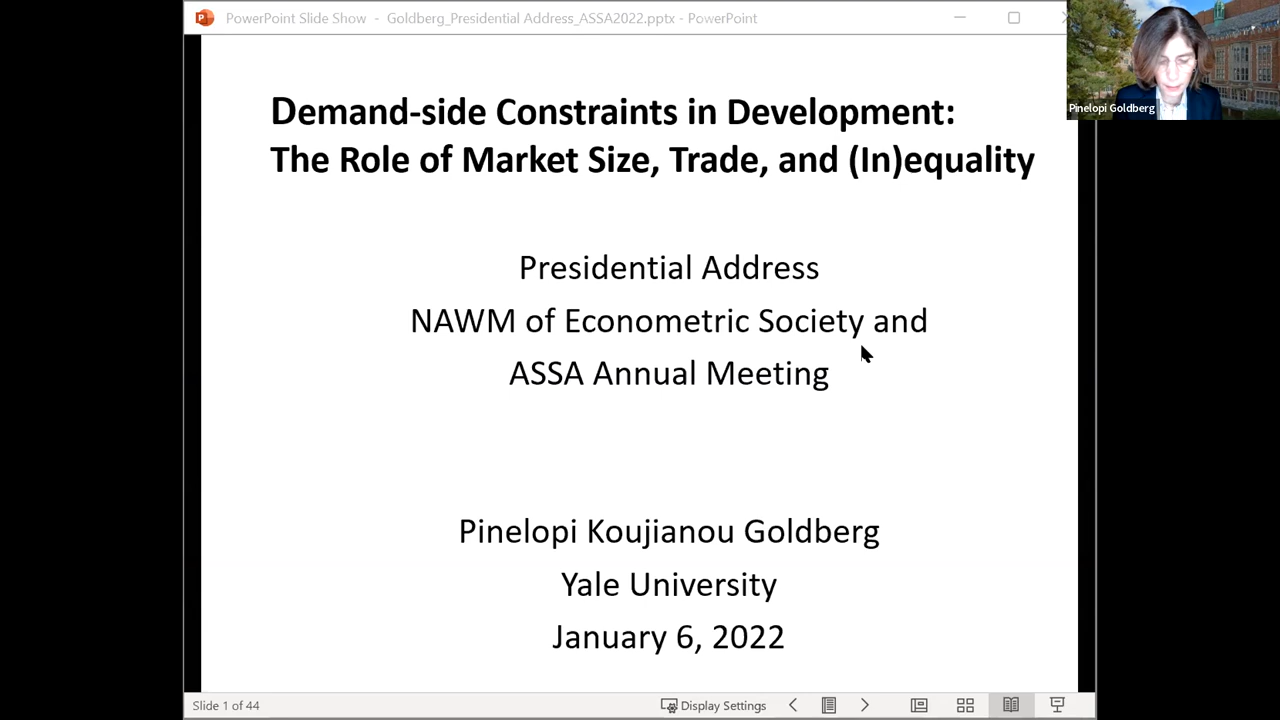 PowerPoint Slide Show - Goldberg_Presidential Address_ASSA2022.pptx - PowerPoint
Pinelopi Goldberg
Demand-side Constraints in Development:
The Role of Market Size, Trade, and (In)equality
Presidential Address
NAWM of Econometric Society and
ASSA Annual Meeting
Pinelopi Koujianou Goldberg
Yale University
January 6, 2022
Slide 1 of 44
Display Settings